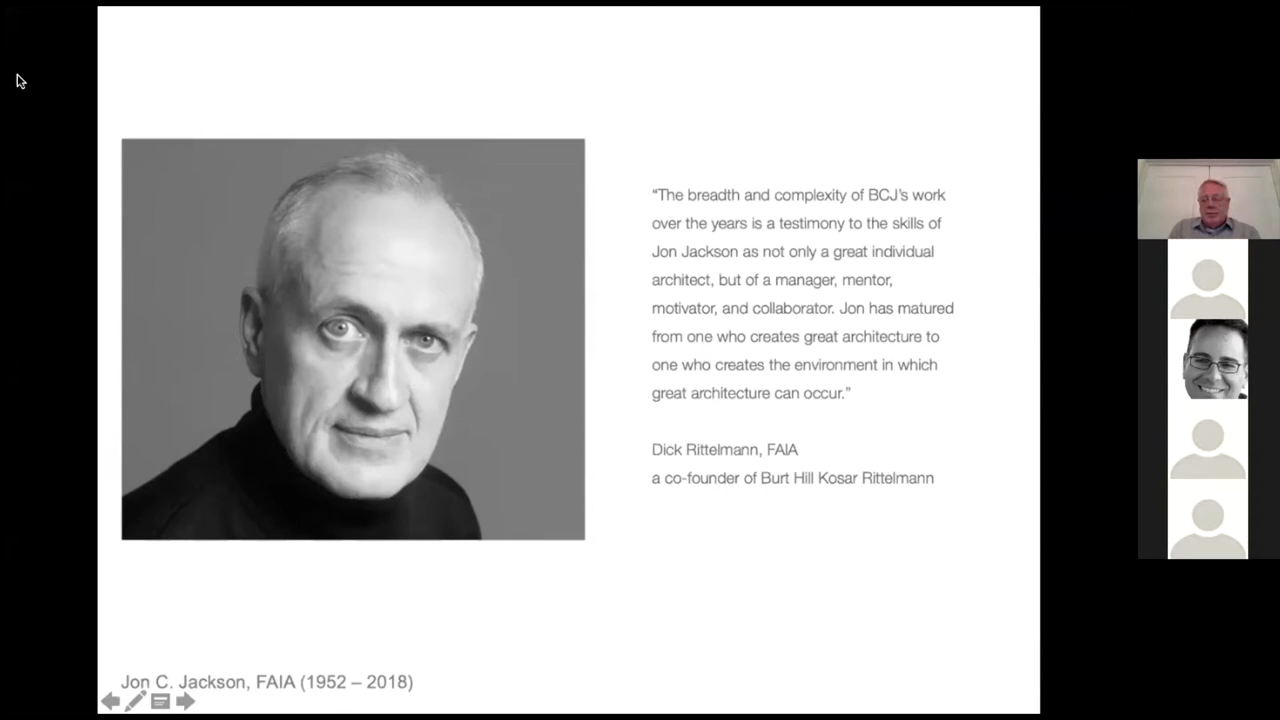 “The breadth and complexity of BCJ’s work
over the years is a testimony to the skills of
Jon Jackson as not only a great individual
architect, but of a manager, mentor,
motivator, and collaborator. Jon has matured
from one who creates great architecture to
one who creates the environment in which
great architecture can occur.”
Dick Rittelmann, FAIA
a co-founder of Burt Hill Kosar Rittelmann
Jon C. Jackson, FAIA (1952 – 2018)